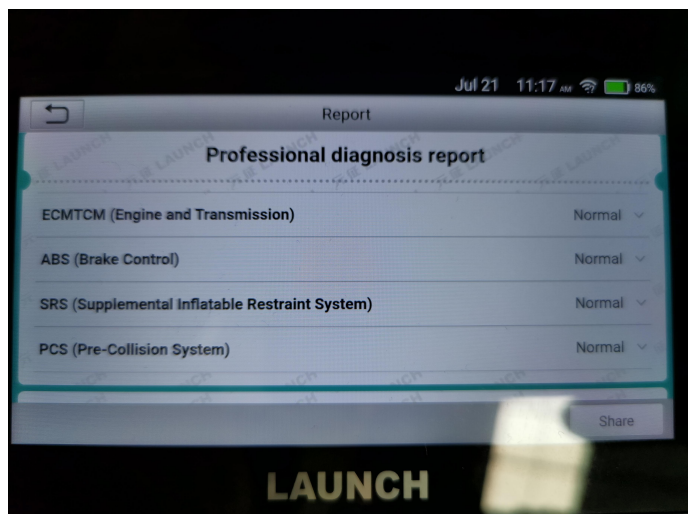 Jul 21 11:17 AM 86%
Report
Professional diagnosis report
ECMTCM (Engine and Transmission) Normal
ABS (Brake Control) Normal
SRS (Supplemental Inflatable Restraint System) Normal
PCS (Pre-Collision System) Normal
Share
LAUNCH